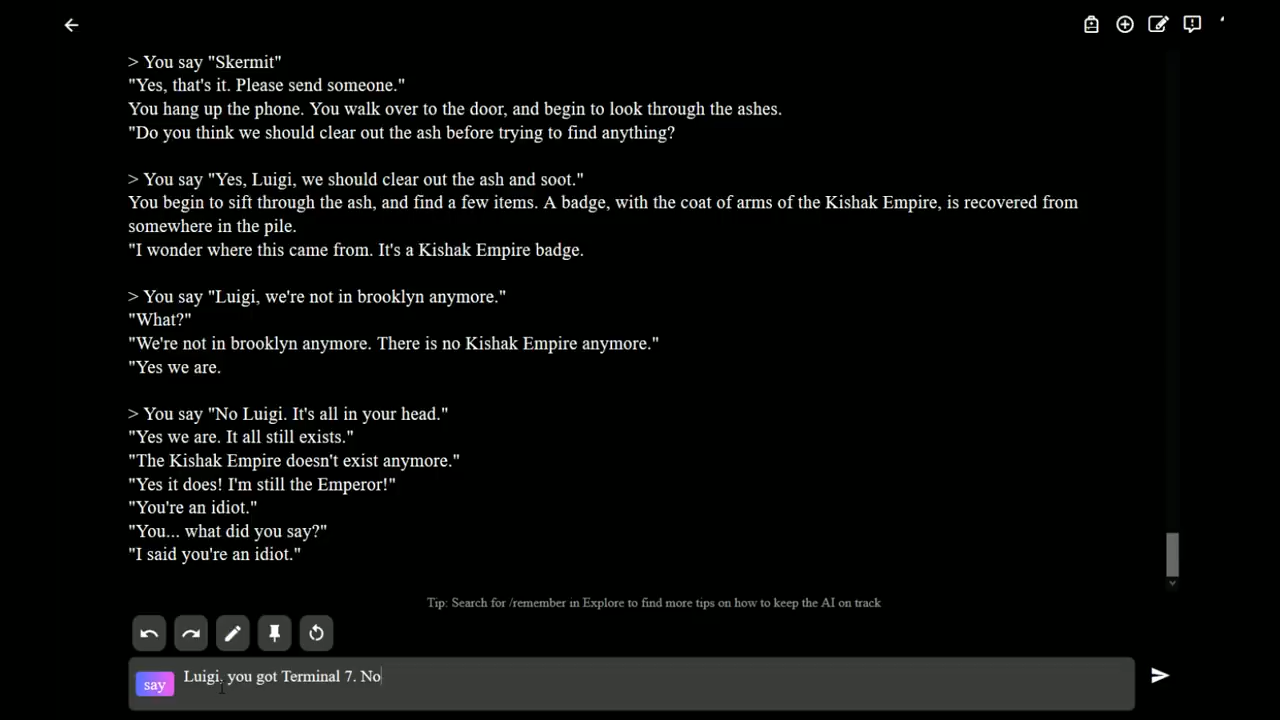 > You say "Skermit"
"Yes, that's it. Please send someone."
You hang up the phone. You walk over to the door, and begin to look through the ashes.
"Do you think we should clear out the ash before trying to find anything?
> You say "Yes, Luigi, we should clear out the ash and soot."
You begin to sift through the ash, and find a few items. A badge, with the coat of arms of the Kishak Empire, is recovered from
somewhere in the pile.
"I wonder where this came from. It's a Kishak Empire badge.
> You say "Luigi, we're not in brooklyn anymore."
"What?"
"We're not in brooklyn anymore. There is no Kishak Empire anymore."
"Yes we are.
> You say "No Luigi. It's all in your head."
"Yes we are. It all still exists."
"The Kishak Empire doesn't exist anymore."
"Yes it does! I'm still the Emperor!"
"You're an idiot."
"You... what did you say?"
"I said you're an idiot."
Tip: Search for /remember in Explore to find more tips on how to keep the AI on track
say Luigi, you got Terminal 7. No